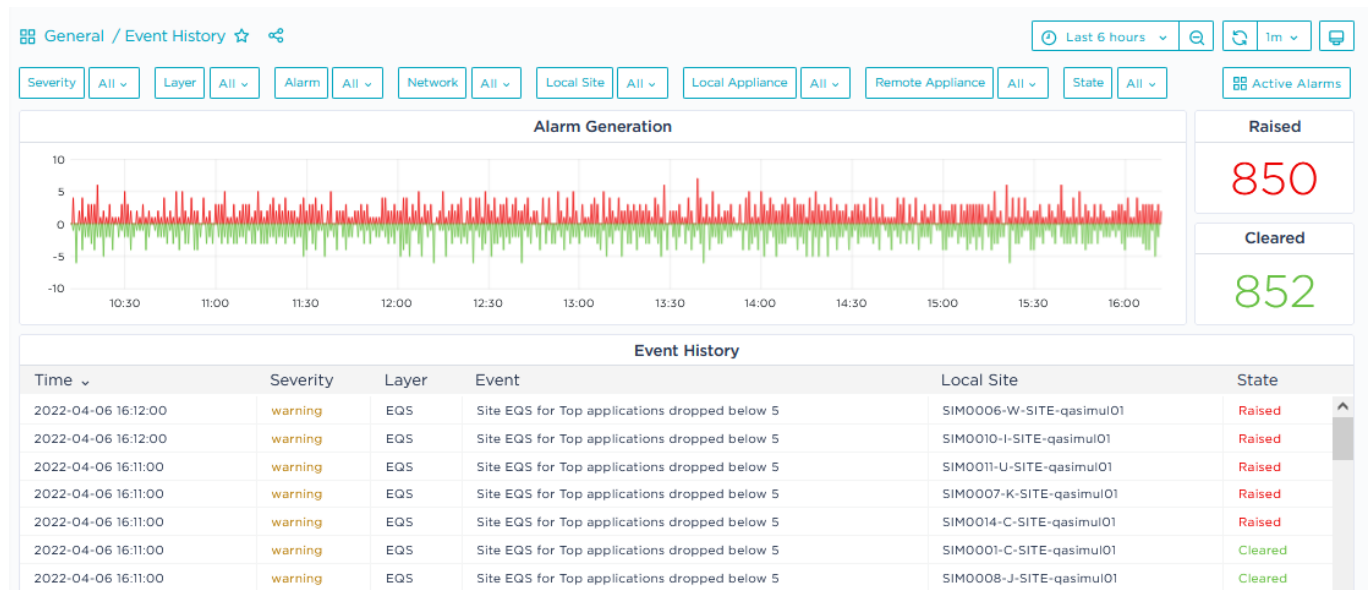 General / Event History
Last 6 hours
1m
Severity All Layer All Alarm All Network All Local Site All Local Appliance All Remote Appliance All State All Active Alarms
Alarm Generation
10
5
0
-5
-10
10:30 11:00 11:30 12:00 12:30 13:00 13:30 14:00 14:30 15:00 15:30 16:00
Raised
850
Cleared
852
Event History
Time Severity Layer Event Local Site State
2022-04-06 16:12:00 warning EQS Site EQS for Top applications dropped below 5 SIM0006-W-SITE-qasimul01 Raised
2022-04-06 16:12:00 warning EQS Site EQS for Top applications dropped below 5 SIM0010-I-SITE-qasimul01 Raised
2022-04-06 16:11:00 warning EQS Site EQS for Top applications dropped below 5 SIM0011-U-SITE-qasimul01 Raised
2022-04-06 16:11:00 warning EQS Site EQS for Top applications dropped below 5 SIM0007-K-SITE-qasimul01 Raised
2022-04-06 16:11:00 warning EQS Site EQS for Top applications dropped below 5 SIM0014-C-SITE-qasimul01 Raised
2022-04-06 16:11:00 warning EQS Site EQS for Top applications dropped below 5 SIM0001-C-SITE-qasimul01 Cleared
2022-04-06 16:11:00 warning EQS Site EQS for Top applications dropped below 5 SIM0008-J-SITE-qasimul01 Cleared